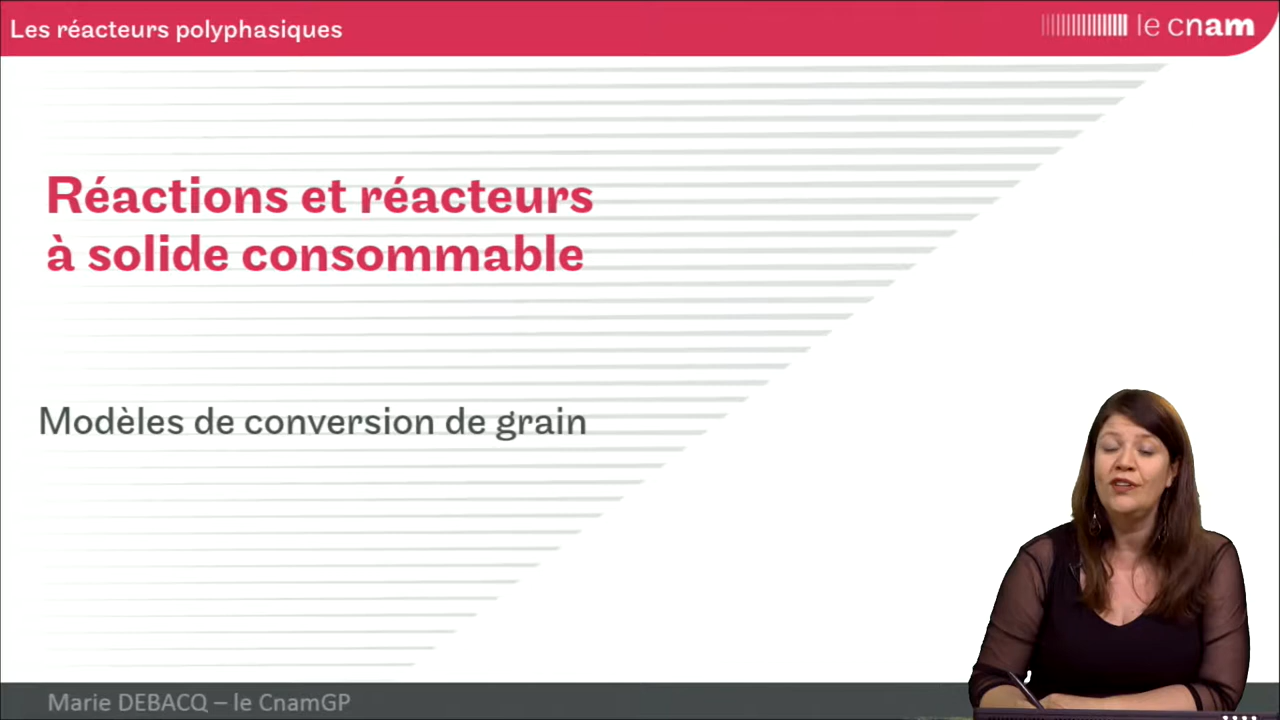 Les réacteurs polyphasiques
le cnam
Réactions et réacteurs
à solide consommable
Modèles de conversion de grain
Marie DEBACQ – le CnamGP